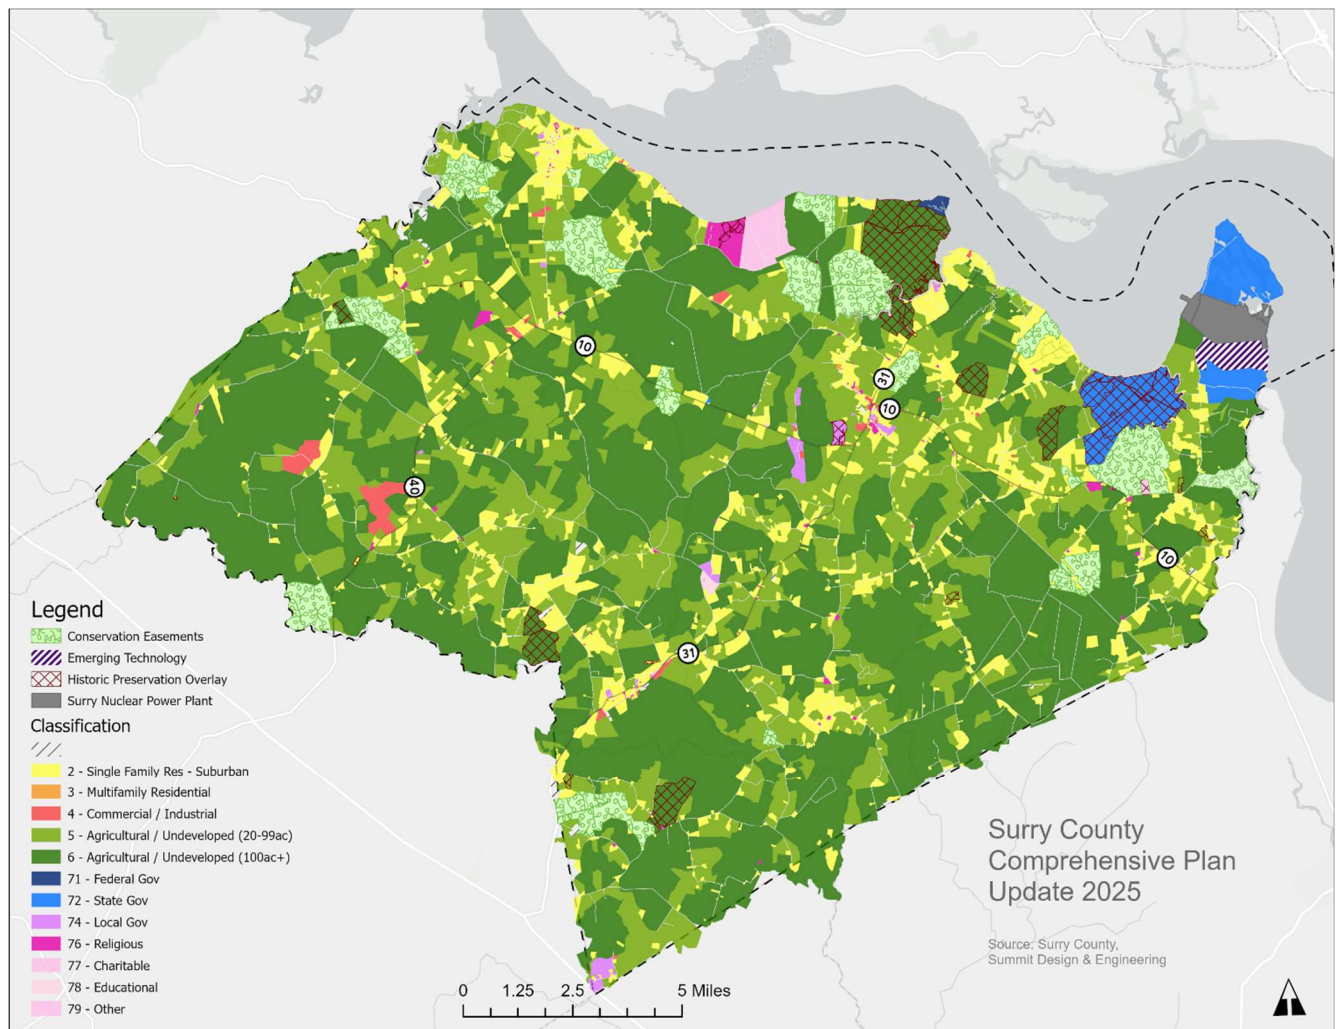 10
31
10
40
10
31
Legend
Conservation Easements
Emerging Technology
Historic Preservation Overlay
Surry Nuclear Power Plant
Classification
2 - Single Family Res - Suburban
3 - Multifamily Residential
4 - Commercial / Industrial
5 - Agricultural / Undeveloped (20-99ac)
6 - Agricultural / Undeveloped (100ac+)
71 - Federal Gov
72 - State Gov
74 - Local Gov
76 - Religious
77 - Charitable
78 - Educational
79 - Other
Surry County
Comprehensive Plan
Update 2025
Source: Surry County,
Summit Design & Engineering
0 1.25 2.5 5 Miles